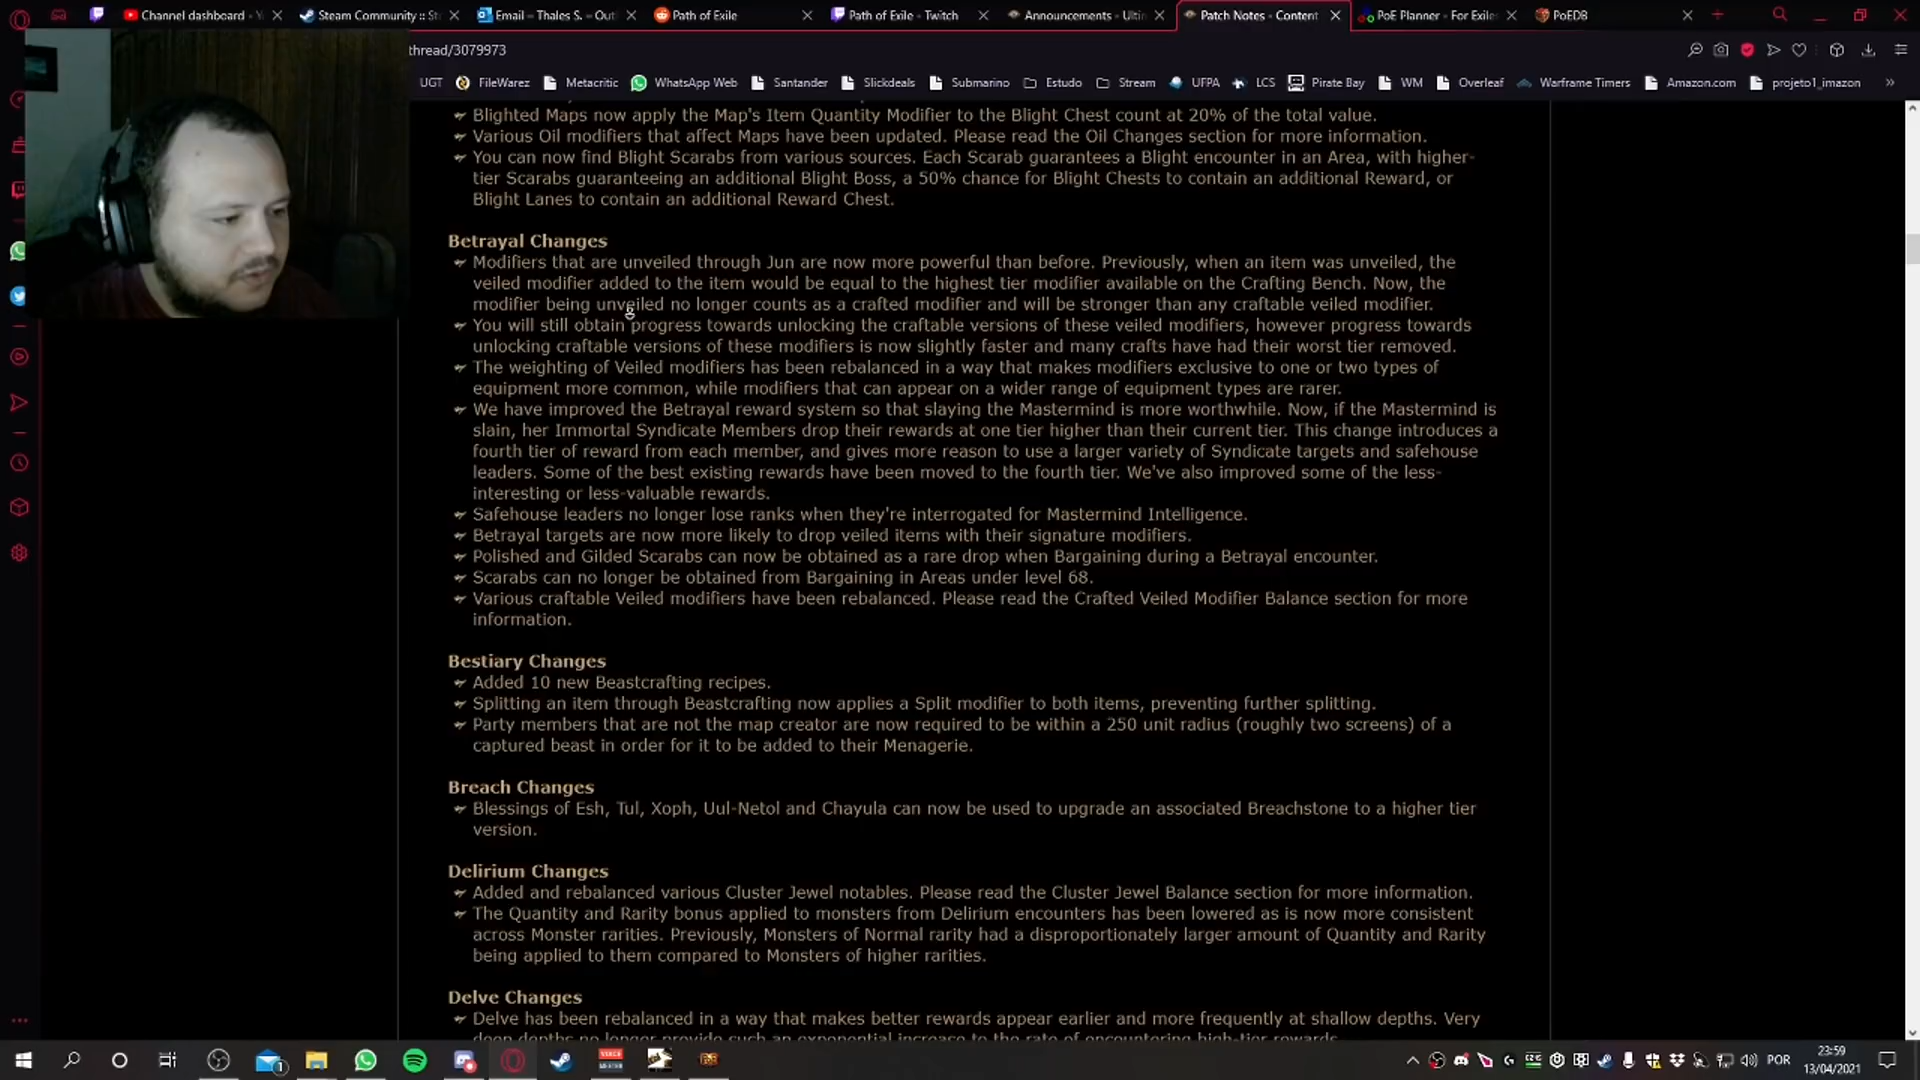 Channel dashboard - Y
Steam Community :: St
Email – Thales S. – Out
Path of Exile
Path of Exile - Twitch
Announcements - Ultim
Patch Notes - Content
PoE Planner - For Exile
PoEDB
thread/3079973
UGT
FileWarez
Metacritic
WhatsApp Web
Santander
Slickdeals
Submarino
Estudo
Stream
UFPA
LCS
Pirate Bay
WM
Overleaf
Warframe Timers
Amazon.com
projeto1_imazon
»
Blighted Maps now apply the Map's Item Quantity Modifier to the Blight Chest count at 20% of the total value.
Various Oil modifiers that affect Maps have been updated. Please read the Oil Changes section for more information.
You can now find Blight Scarabs from various sources. Each Scarab guarantees a Blight encounter in an Area, with higher-
tier Scarabs guaranteeing an additional Blight Boss, a 50% chance for Blight Chests to contain an additional Reward, or
Blight Lanes to contain an additional Reward Chest.
Betrayal Changes
Modifiers that are unveiled through Jun are now more powerful than before. Previously, when an item was unveiled, the
veiled modifier added to the item would be equal to the highest tier modifier available on the Crafting Bench. Now, the
modifier being unveiled no longer counts as a crafted modifier and will be stronger than any craftable veiled modifier.
You will still obtain progress towards unlocking the craftable versions of these veiled modifiers, however progress towards
unlocking craftable versions of these modifiers is now slightly faster and many crafts have had their worst tier removed.
The weighting of Veiled modifiers has been rebalanced in a way that makes modifiers exclusive to one or two types of
equipment more common, while modifiers that can appear on a wider range of equipment types are rarer.
We have improved the Betrayal reward system so that slaying the Mastermind is more worthwhile. Now, if the Mastermind is
slain, her Immortal Syndicate Members drop their rewards at one tier higher than their current tier. This change introduces a
fourth tier of reward from each member, and gives more reason to use a larger variety of Syndicate targets and safehouse
leaders. Some of the best existing rewards have been moved to the fourth tier. We've also improved some of the less-
interesting or less-valuable rewards.
Safehouse leaders no longer lose ranks when they're interrogated for Mastermind Intelligence.
Betrayal targets are now more likely to drop veiled items with their signature modifiers.
Polished and Gilded Scarabs can now be obtained as a rare drop when Bargaining during a Betrayal encounter.
Scarabs can no longer be obtained from Bargaining in Areas under level 68.
Various craftable Veiled modifiers have been rebalanced. Please read the Crafted Veiled Modifier Balance section for more
information.
Bestiary Changes
Added 10 new Beastcrafting recipes.
Splitting an item through Beastcrafting now applies a Split modifier to both items, preventing further splitting.
Party members that are not the map creator are now required to be within a 250 unit radius (roughly two screens) of a
captured beast in order for it to be added to their Menagerie.
Breach Changes
Blessings of Esh, Tul, Xoph, Uul-Netol and Chayula can now be used to upgrade an associated Breachstone to a higher tier
version.
Delirium Changes
Added and rebalanced various Cluster Jewel notables. Please read the Cluster Jewel Balance section for more information.
The Quantity and Rarity bonus applied to monsters from Delirium encounters has been lowered as is now more consistent
across Monster rarities. Previously, Monsters of Normal rarity had a disproportionately larger amount of Quantity and Rarity
being applied to them compared to Monsters of higher rarities.
Delve Changes
Delve has been rebalanced in a way that makes better rewards appear earlier and more frequently at shallow depths. Very
deep depths no longer provide such an exponential increase to the rate of encountering high-tier rewards.
POR
23:59
13/04/2021